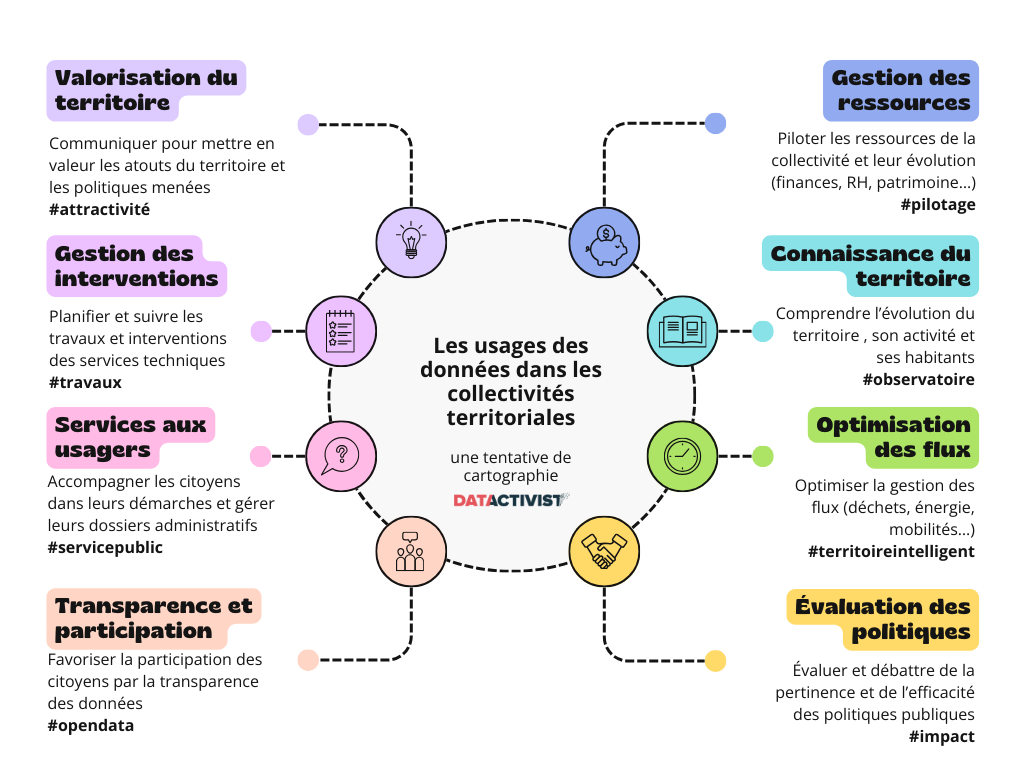 Valorisation du
territoire
Communiquer pour mettre en
valeur les atouts du territoire et
les politiques menées
#attractivité
Gestion des
interventions
Planifier et suivre les
travaux et interventions
des services techniques
#travaux
Services aux
usagers
Accompagner les citoyens
dans leurs démarches et gérer
leurs dossiers administratifs
#servicepublic
Transparence et
participation
Favoriser la participation des
citoyens par la transparence
des données
#opendata
Les usages des
données dans les
collectivités
territoriales
une tentative de
cartographie
DATACTIVIST
Gestion des
ressources
Piloter les ressources de la
collectivité et leur évolution
(finances, RH, patrimoine...)
#pilotage
Connaissance du
territoire
Comprendre l’évolution du
territoire , son activité et
ses habitants
#observatoire
Optimisation
des flux
Optimiser la gestion des
flux (déchets, énergie,
mobilités...)
#territoireintelligent
Évaluation des
politiques
Évaluer et débattre de la
pertinence et de l’efficacité
des politiques publiques
#impact